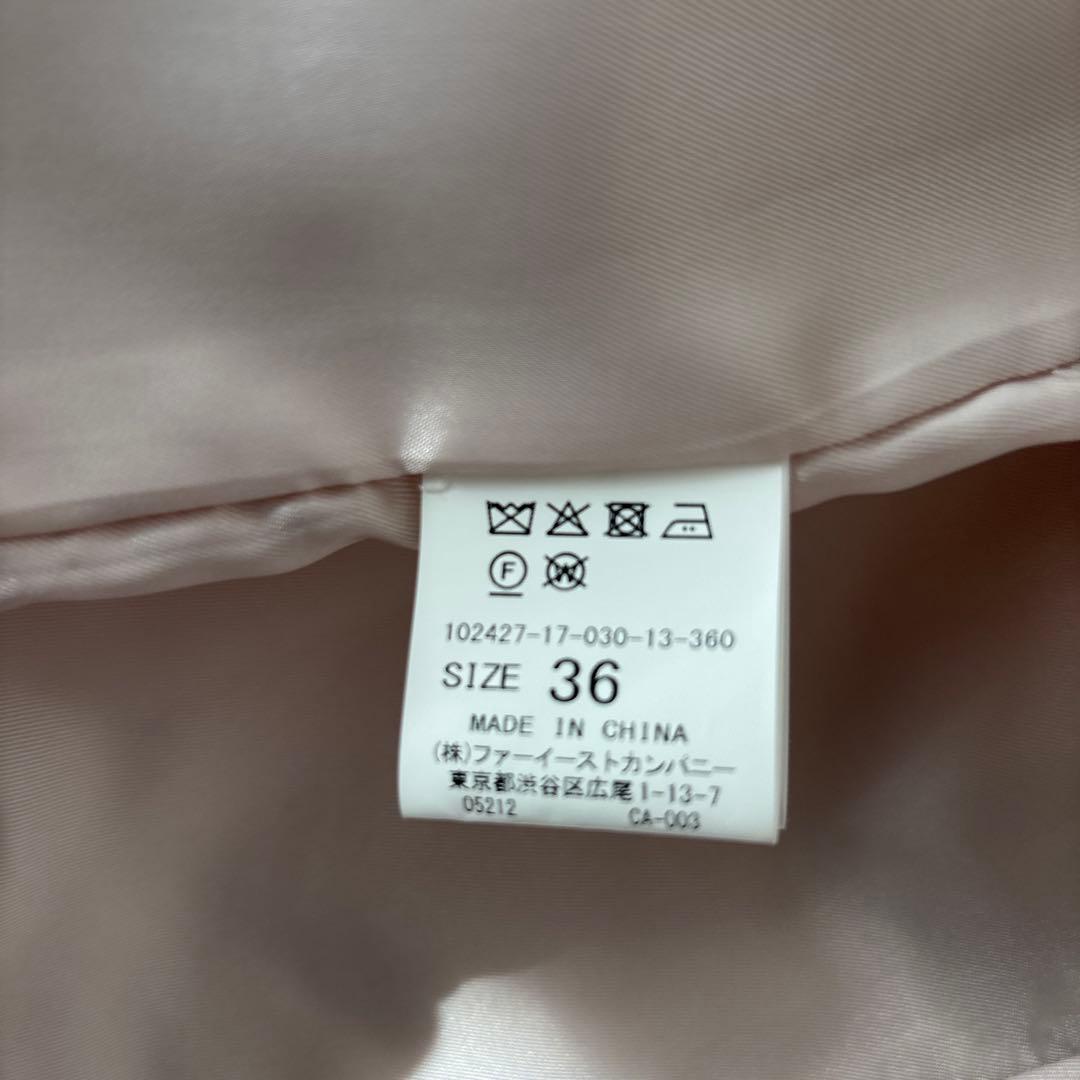 F W
102427-17-030-13-360
SIZE 36
MADE IN CHINA
(株)ファーイーストカンパニー
東京都渋谷区広尾1-13-7
05212 CA-003